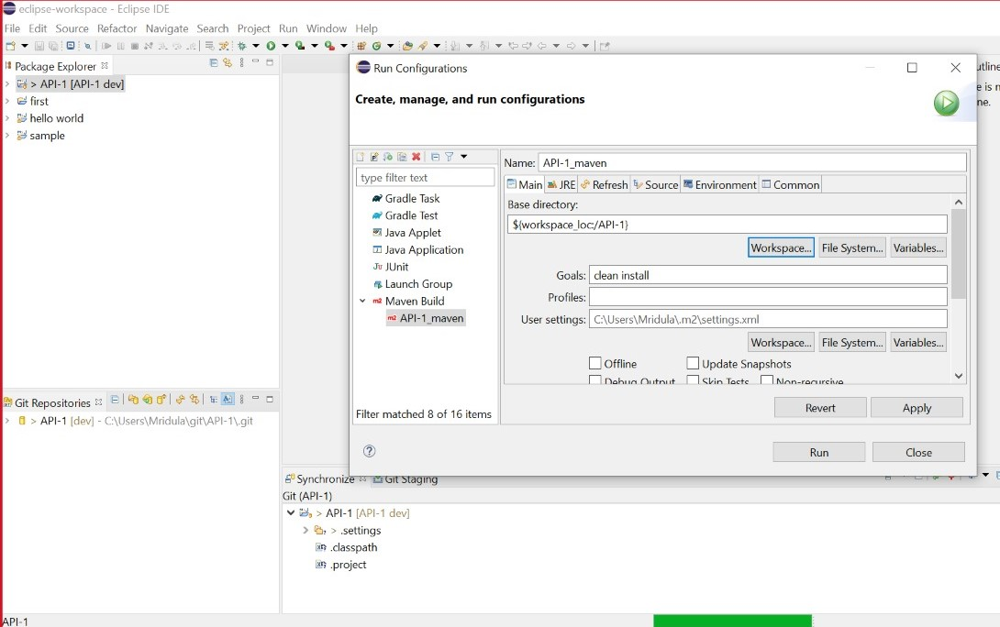 eclipse-workspace - Eclipse IDE
File Edit Source Refactor Navigate Search Project Run Window Help
Package Explorer
> API-1 [API-1 dev]
first
hello world
sample
Run Configurations
Create, manage, and run configurations
type filter text
Gradle Task
Gradle Test
Java Applet
Java Application
JUnit
Launch Group
Maven Build
API-1_maven
Filter matched 8 of 16 items
Name: API-1_maven
Main JRE Refresh Source Environment Common
Base directory:
${workspace_loc:/API-1}
Workspace... File System... Variables...
Goals: clean install
Profiles:
User settings: C:\Users\Mridula\.m2\settings.xml
Workspace... File System... Variables...
Offline Update Snapshots
Debug Output Skip Tests Non-recursive
Revert Apply
Run Close
utline
e is n
ne.
Git Repositories
> API-1 [dev] - C:\Users\Mridula\git\API-1\.git
Synchronize Git Staging
Git (API-1)
> API-1 [API-1 dev]
> .settings
.classpath
.project
API-1